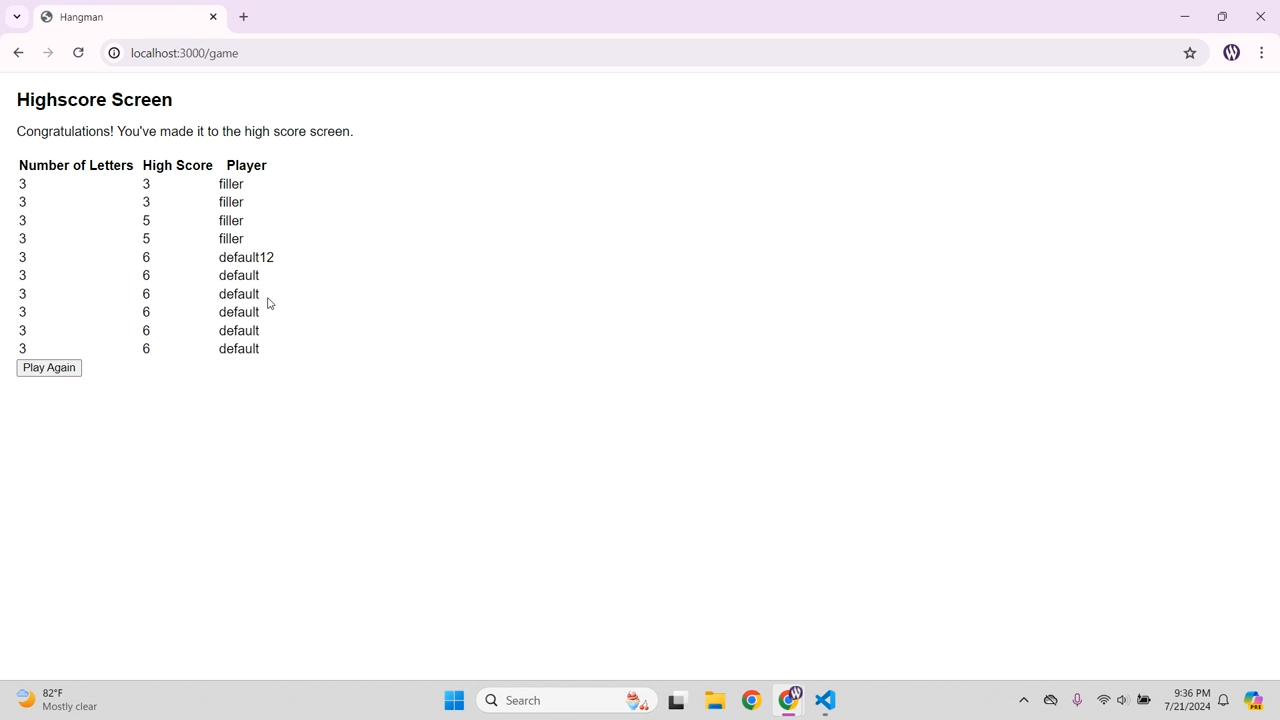 Hangman
localhost:3000/game
Highscore Screen
Congratulations! You've made it to the high score screen.
Number of Letters High Score Player
3 3 filler
3 3 filler
3 5 filler
3 5 filler
3 6 default12
3 6 default
3 6 default
3 6 default
3 6 default
3 6 default
Play Again
82°F
Mostly clear
Search
9:36 PM
7/21/2024
PRE